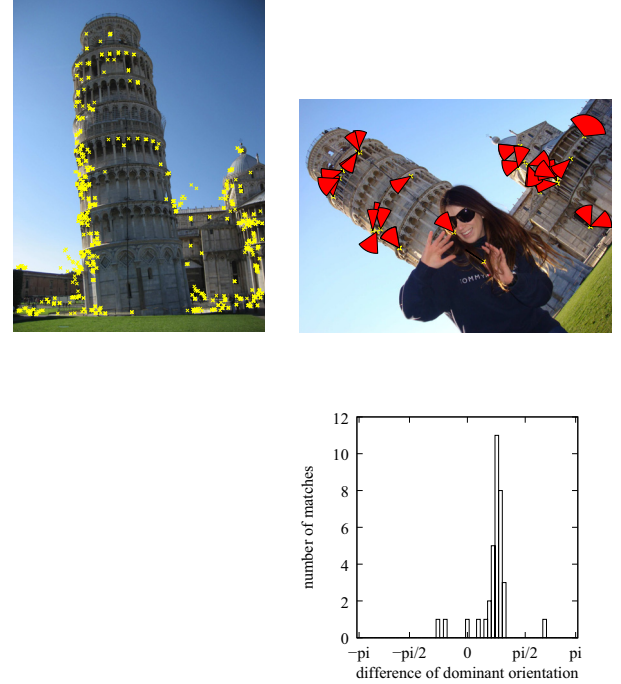 TOMMY
12
10
8
6
4
2
0
number of matches
−pi
−pi/2
0
pi/2
pi
difference of dominant orientation